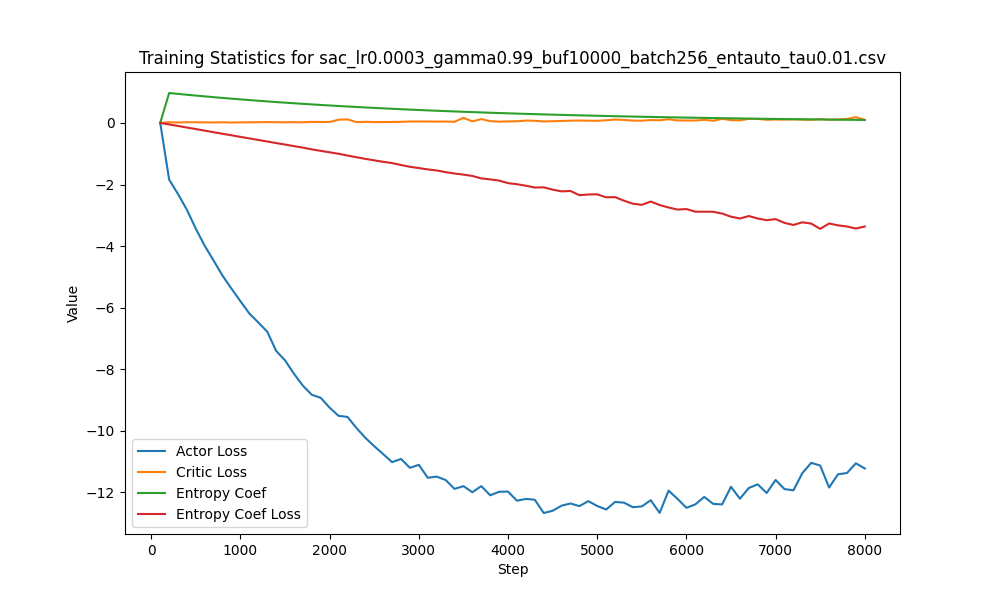 Training Statistics for sac_lr0.0003_gamma0.99_buf10000_batch256_entauto_tau0.01.csv
Value
0
−2
−4
−6
−8
−10
−12
Actor Loss
Critic Loss
Entropy Coef
Entropy Coef Loss
0 1000 2000 3000 4000 5000 6000 7000 8000
Step